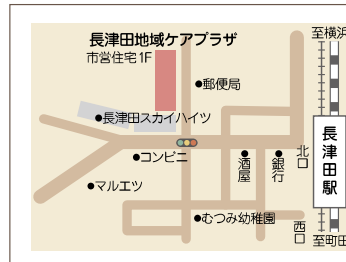 長津田地域ケアプラザ
市営住宅1F
至横浜
郵便局
長津田スカイハイツ
コンビニ
酒屋
銀行
北口
長津田駅
マルエツ
むつみ幼稚園
西口
至町田